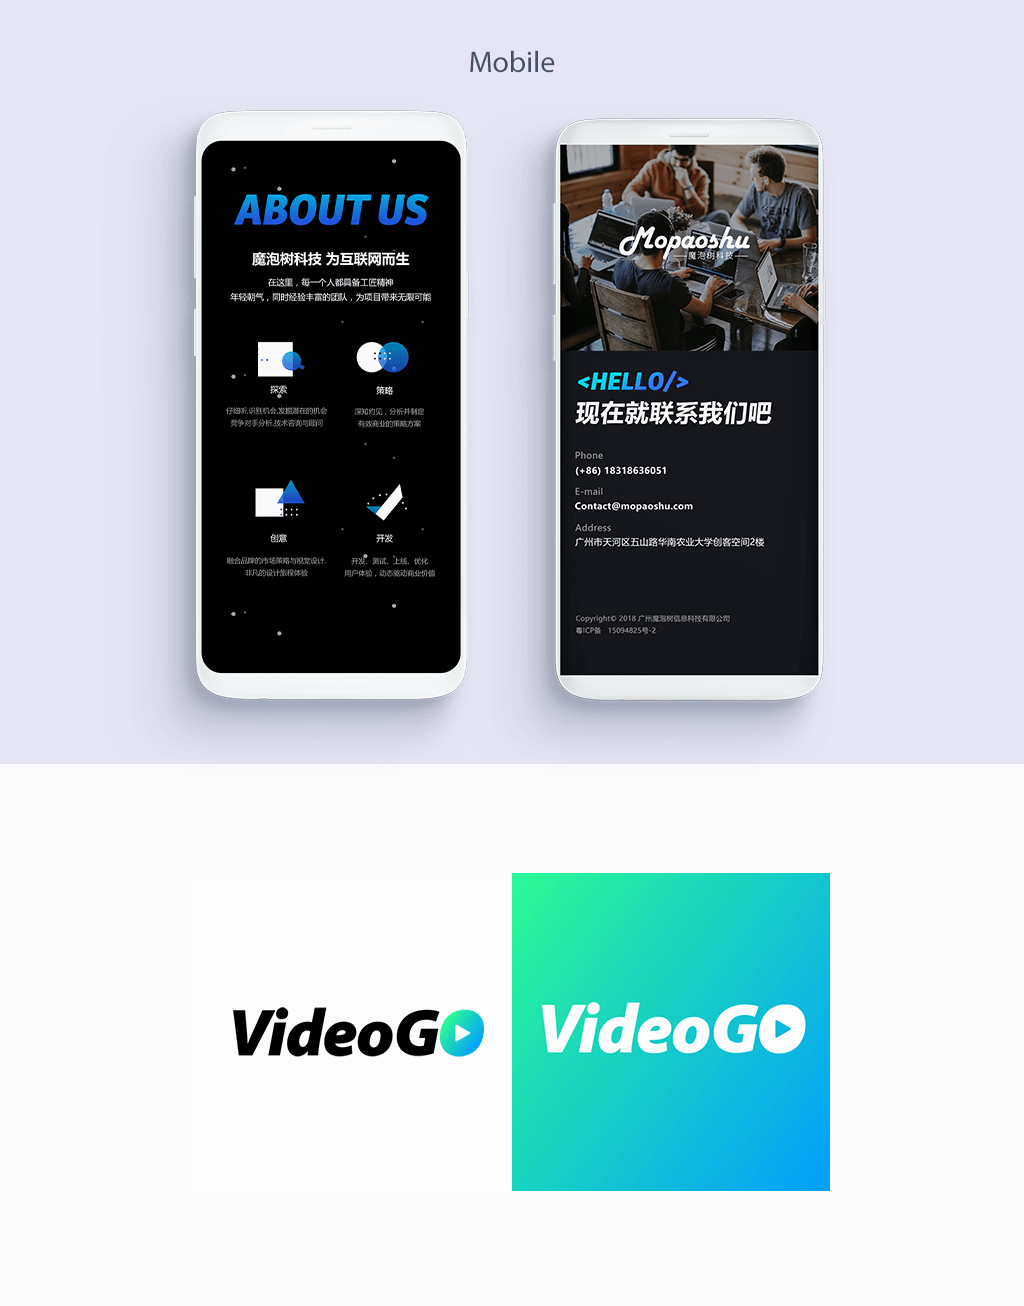 Mobile
ABOUT US
魔泡树科技 为互联网而生
在这里，每一个人都具备工匠精神
年轻朝气，同时经验丰富的团队，为项目带来无限可能
探索
仔细听,识别机会,发掘潜在的机会
竞争对手分析,技术咨询与顾问
策略
深知灼见，分析并制定
有效商业的策略方案
创意
融合品牌的市场策略与视觉设计,
非凡的设计旅程体验
开发
开发、测试、上线、优化
用户体验，动态驱动商业价值
Mopaoshu
魔泡树科技
<HELLO/>
现在就联系我们吧
Phone
(+86) 18318636051
E-mail
Contact@mopaoshu.com
Address
广州市天河区五山路华南农业大学创客空间2楼
Copyright© 2018 广州魔泡树信息科技有限公司
粤ICP备 15094825号-2
VideoGO
VideoGO